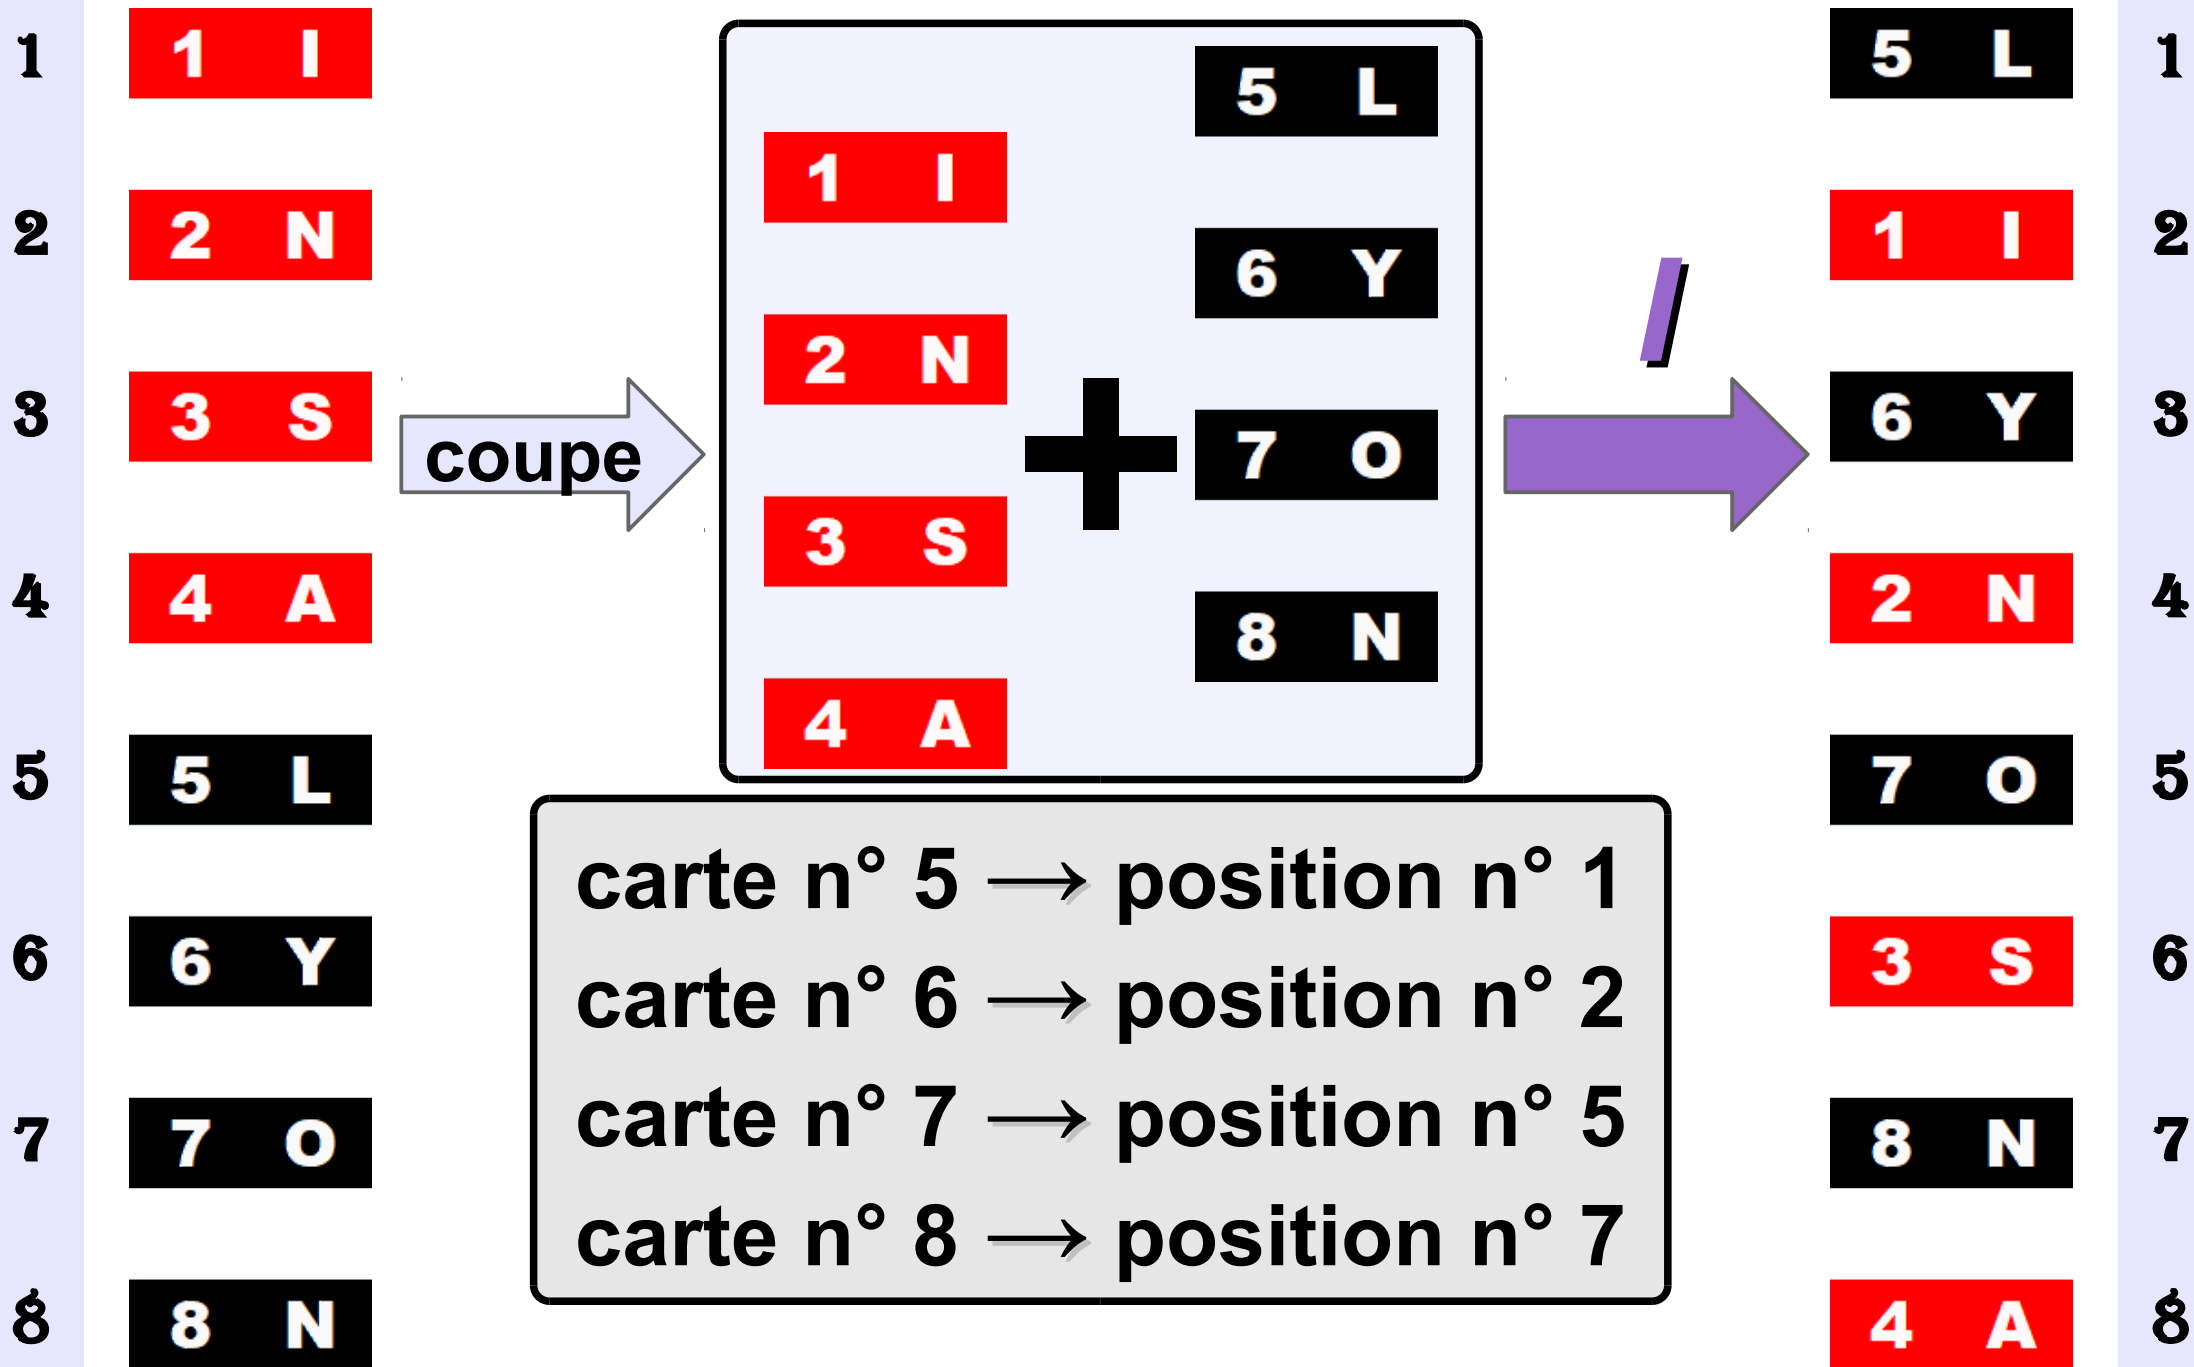 1
1 I
2
2 N
3
3 S
4
4 A
5
5 L
6
6 Y
7
7 O
8
8 N
coupe
1 I
2 N
3 S
4 A
+
5 L
6 Y
7 O
8 N
I
carte n° 5 → position n° 1
carte n° 6 → position n° 2
carte n° 7 → position n° 5
carte n° 8 → position n° 7
5 L
1
1 I
2
6 Y
3
2 N
4
7 O
5
3 S
6
8 N
7
4 A
8